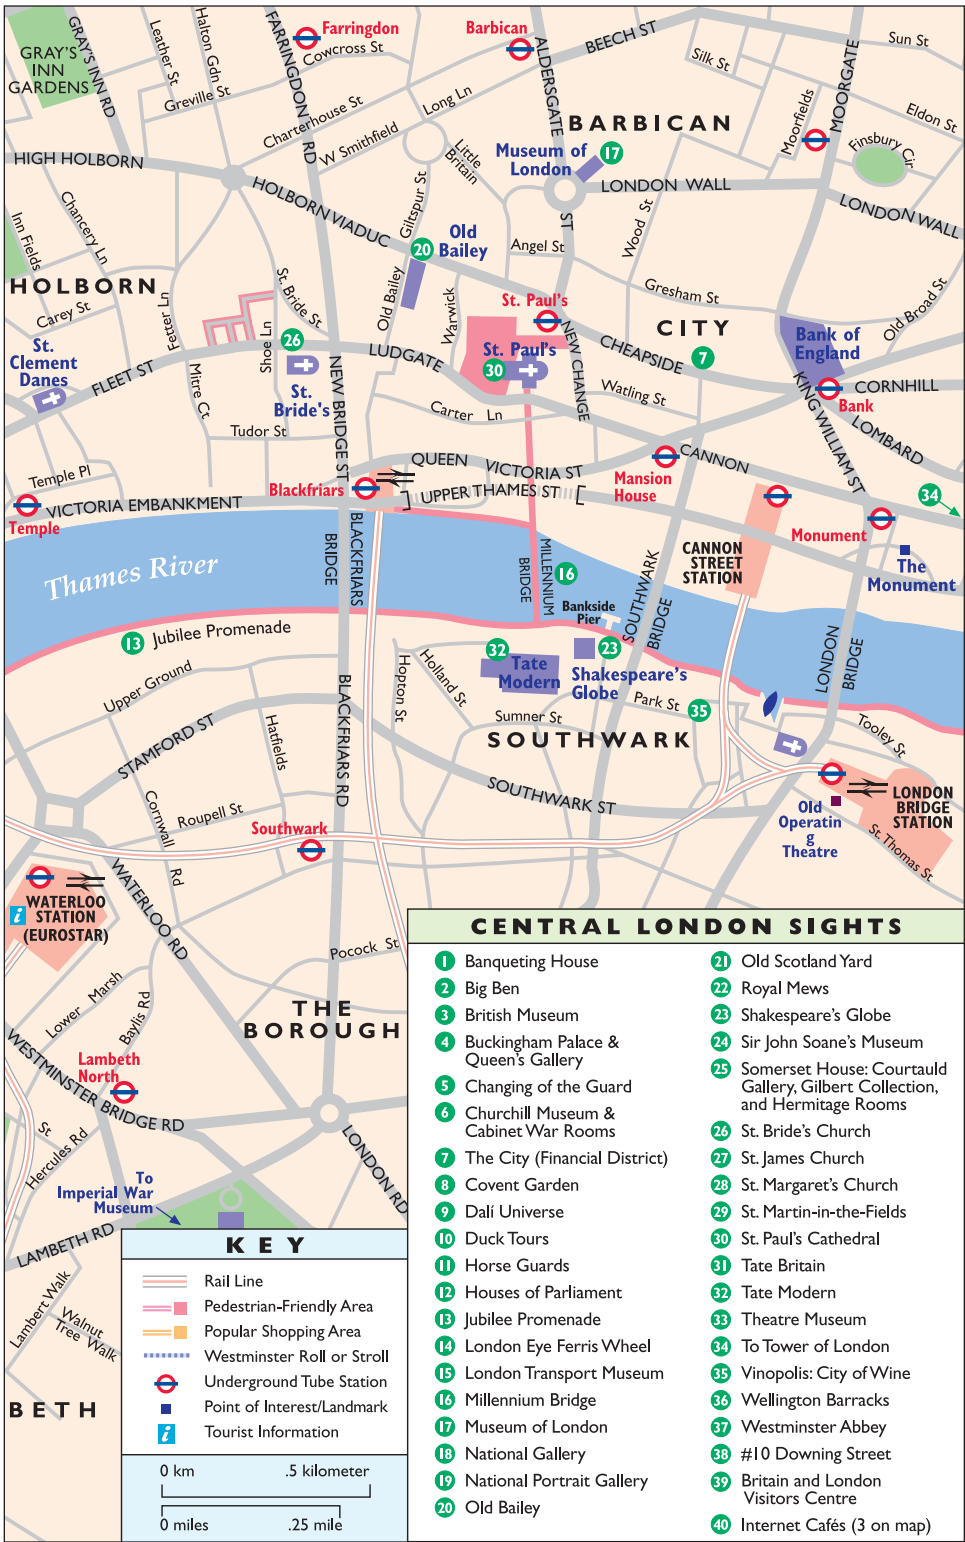 Farringdon
Barbican
Cowcross St
BEECH ST
Sun St
Silk St
GRAY'S
INN
GARDENS
GRAY'S INN RD
Leather St
Halton Gdn
FARRINGDON RD
ALDERSGATE ST
MOORGATE
Greville St
Long Ln
Charterhouse St
W Smithfield
Moorfields
Eldon St
BARBICAN
Finsbury Cir
Little
Britain
Museum of
London
17
HIGH HOLBORN
LONDON WALL
LONDON WALL
HOLBORN VIADUC
Giltspur St
Chancery Ln
Inn Fields
Wood St
Old
Bailey
20
Angel St
HOLBORN
St. Bride St
Old Bailey
Warwick
Gresham St
Old Broad St
Carey St
Fetter Ln
Shoe Ln
St. Paul's
CITY
26
St.
Clement
Danes
FLEET ST
LUDGATE
St. Paul's
30
NEW CHANGE
CHEAPSIDE
7
Bank of
England
Mitre Ct
St.
Bride's
NEW BRIDGE ST
Watling St
Bank
CORNHILL
KING WILLIAM ST
LOMBARD
Carter Ln
Tudor St
Temple Pl
QUEEN VICTORIA ST
CANNON
Mansion
House
Blackfriars
UPPER THAMES ST
VICTORIA EMBANKMENT
Temple
34
Monument
The
Monument
CANNON
STREET
STATION
BLACKFRIARS
BRIDGE
MILLENNIUM
BRIDGE
16
SOUTHWARK
BRIDGE
Thames River
Bankside
Pier
LONDON
BRIDGE
13
Jubilee Promenade
32
Tate
Modern
23
Shakespeare's
Globe
Upper Ground
Hopton St
Holland St
Park St
35
Sumner St
SOUTHWARK
Tooley St
STAMFORD ST
Hatfields
BLACKFRIARS RD
SOUTHWARK ST
LONDON
BRIDGE
STATION
Old
Operatin
g
Theatre
St. Thomas St
Cornwall Rd
Roupell St
Southwark
WATERLOO
STATION
(EUROSTAR)
i
WATERLOO RD
Pocock St
Lower Marsh
Baylis Rd
THE
BOROUGH
Lambeth
North
WESTMINSTER BRIDGE RD
St
Hercules Rd
LONDON RD
To
Imperial War
Museum
LAMBETH RD
Lambert Walk
Walnut
Tree Walk
BETH
KEY
Rail Line
Pedestrian-Friendly Area
Popular Shopping Area
Westminster Roll or Stroll
Underground Tube Station
Point of Interest/Landmark
i Tourist Information
0 km .5 kilometer
0 miles .25 mile
CENTRAL LONDON SIGHTS
1 Banqueting House
2 Big Ben
3 British Museum
4 Buckingham Palace &
Queen's Gallery
5 Changing of the Guard
6 Churchill Museum &
Cabinet War Rooms
7 The City (Financial District)
8 Covent Garden
9 Dalí Universe
10 Duck Tours
11 Horse Guards
12 Houses of Parliament
13 Jubilee Promenade
14 London Eye Ferris Wheel
15 London Transport Museum
16 Millennium Bridge
17 Museum of London
18 National Gallery
19 National Portrait Gallery
20 Old Bailey
21 Old Scotland Yard
22 Royal Mews
23 Shakespeare's Globe
24 Sir John Soane's Museum
25 Somerset House: Courtauld
Gallery, Gilbert Collection,
and Hermitage Rooms
26 St. Bride's Church
27 St. James Church
28 St. Margaret's Church
29 St. Martin-in-the-Fields
30 St. Paul's Cathedral
31 Tate Britain
32 Tate Modern
33 Theatre Museum
34 To Tower of London
35 Vinopolis: City of Wine
36 Wellington Barracks
37 Westminster Abbey
38 #10 Downing Street
39 Britain and London
Visitors Centre
40 Internet Cafés (3 on map)